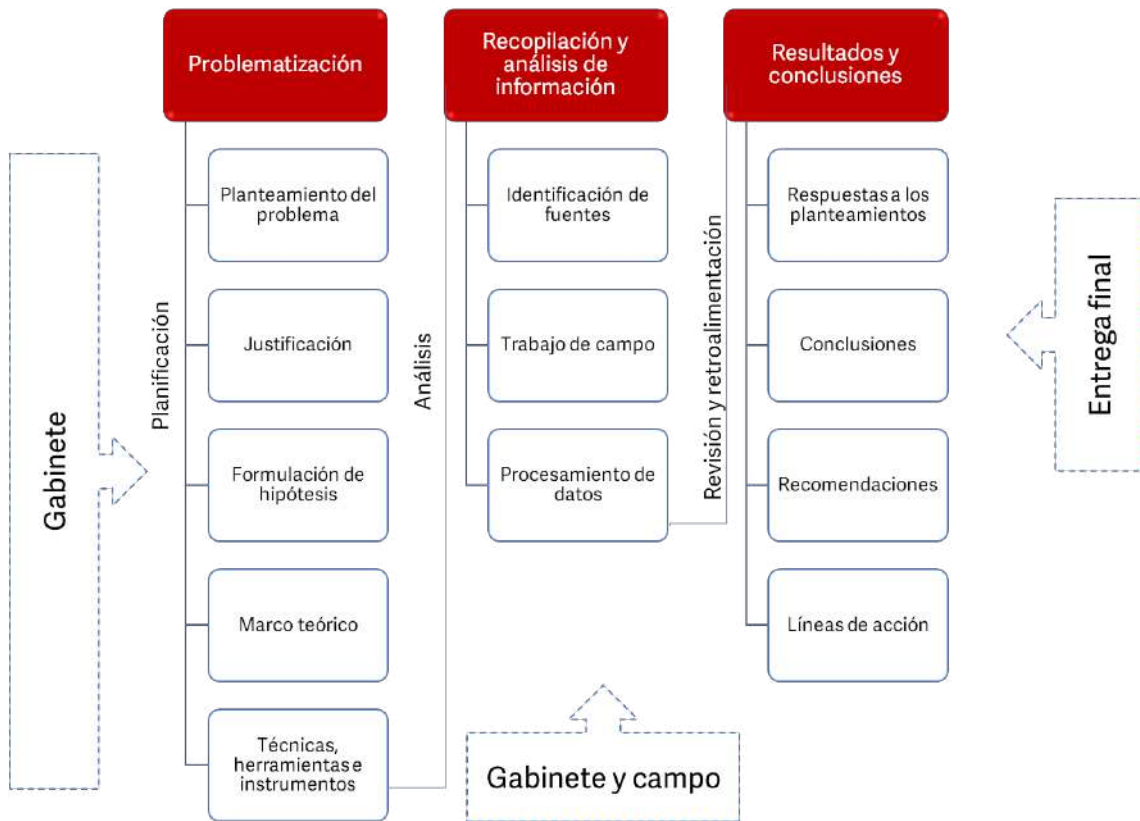 Problematización
Recopilación y
análisis de
información
Resultados y
conclusiones
Gabinete
Planificación
Planteamiento del
problema
Justificación
Formulación de
hipótesis
Marco teórico
Técnicas,
herramientas e
instrumentos
Análisis
Identificación de
fuentes
Trabajo de campo
Procesamiento de
datos
Gabinete y campo
Revisión y retroalimentación
Respuestas a los
planteamientos
Conclusiones
Recomendaciones
Líneas de acción
Entrega final